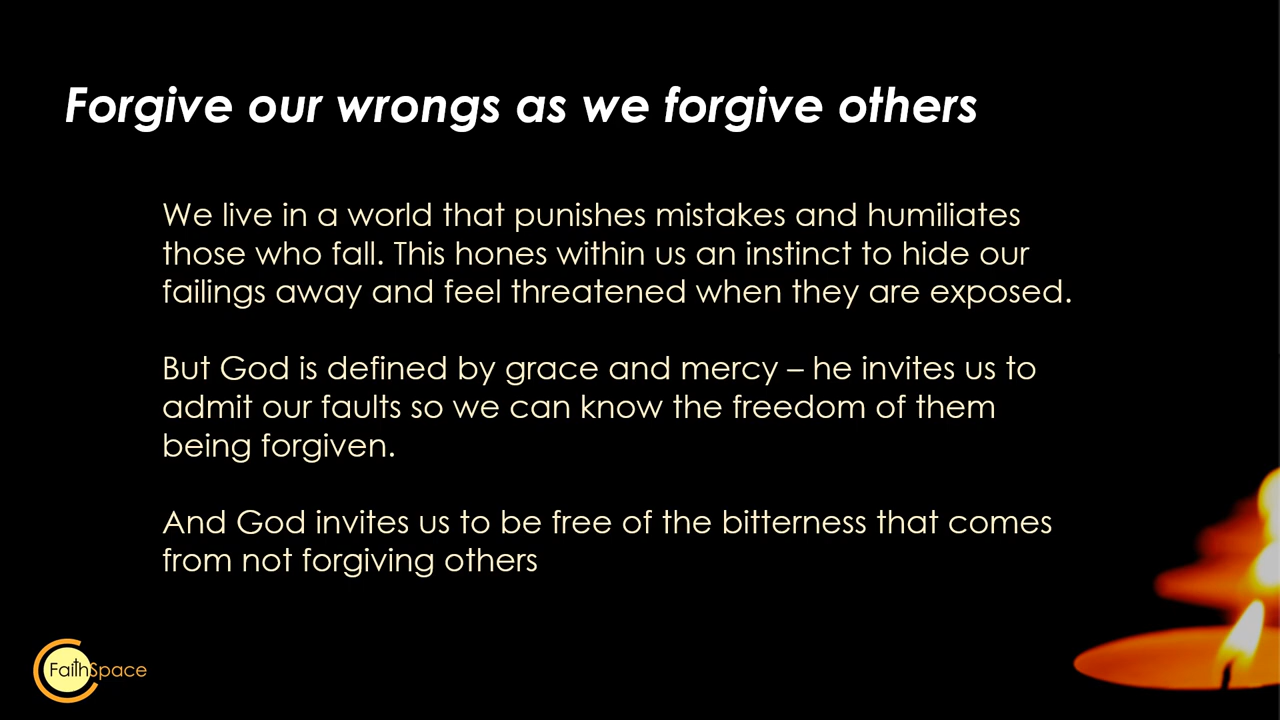 Forgive our wrongs as we forgive others
We live in a world that punishes mistakes and humiliates
those who fall. This hones within us an instinct to hide our
failings away and feel threatened when they are exposed.
But God is defined by grace and mercy – he invites us to
admit our faults so we can know the freedom of them
being forgiven.
And God invites us to be free of the bitterness that comes
from not forgiving others
FaithSpace